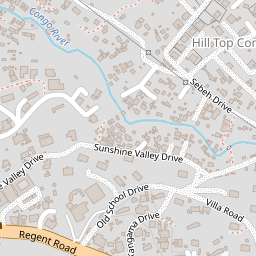 Congo River
Hill Top Cor
Sebeh Drive
Sunshine Valley Drive
Valley Drive
Old School Drive
Villa Road
Drive
Regent Road